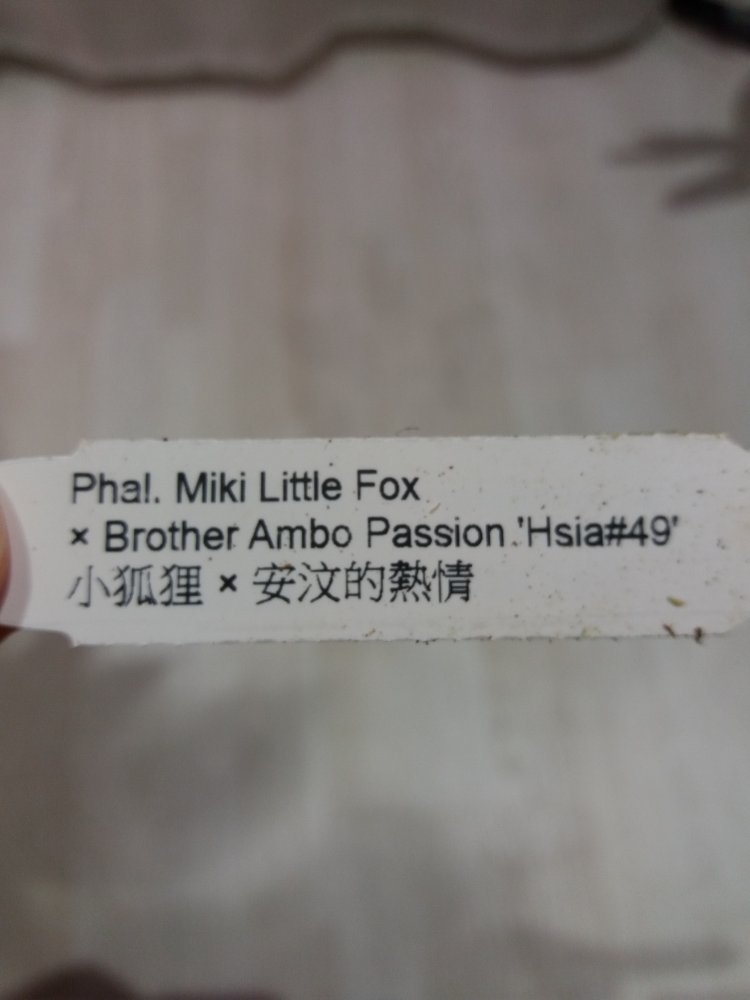 Phal. Miki Little Fox
× Brother Ambo Passion 'Hsia#49'
小狐狸 × 安汶的熱情